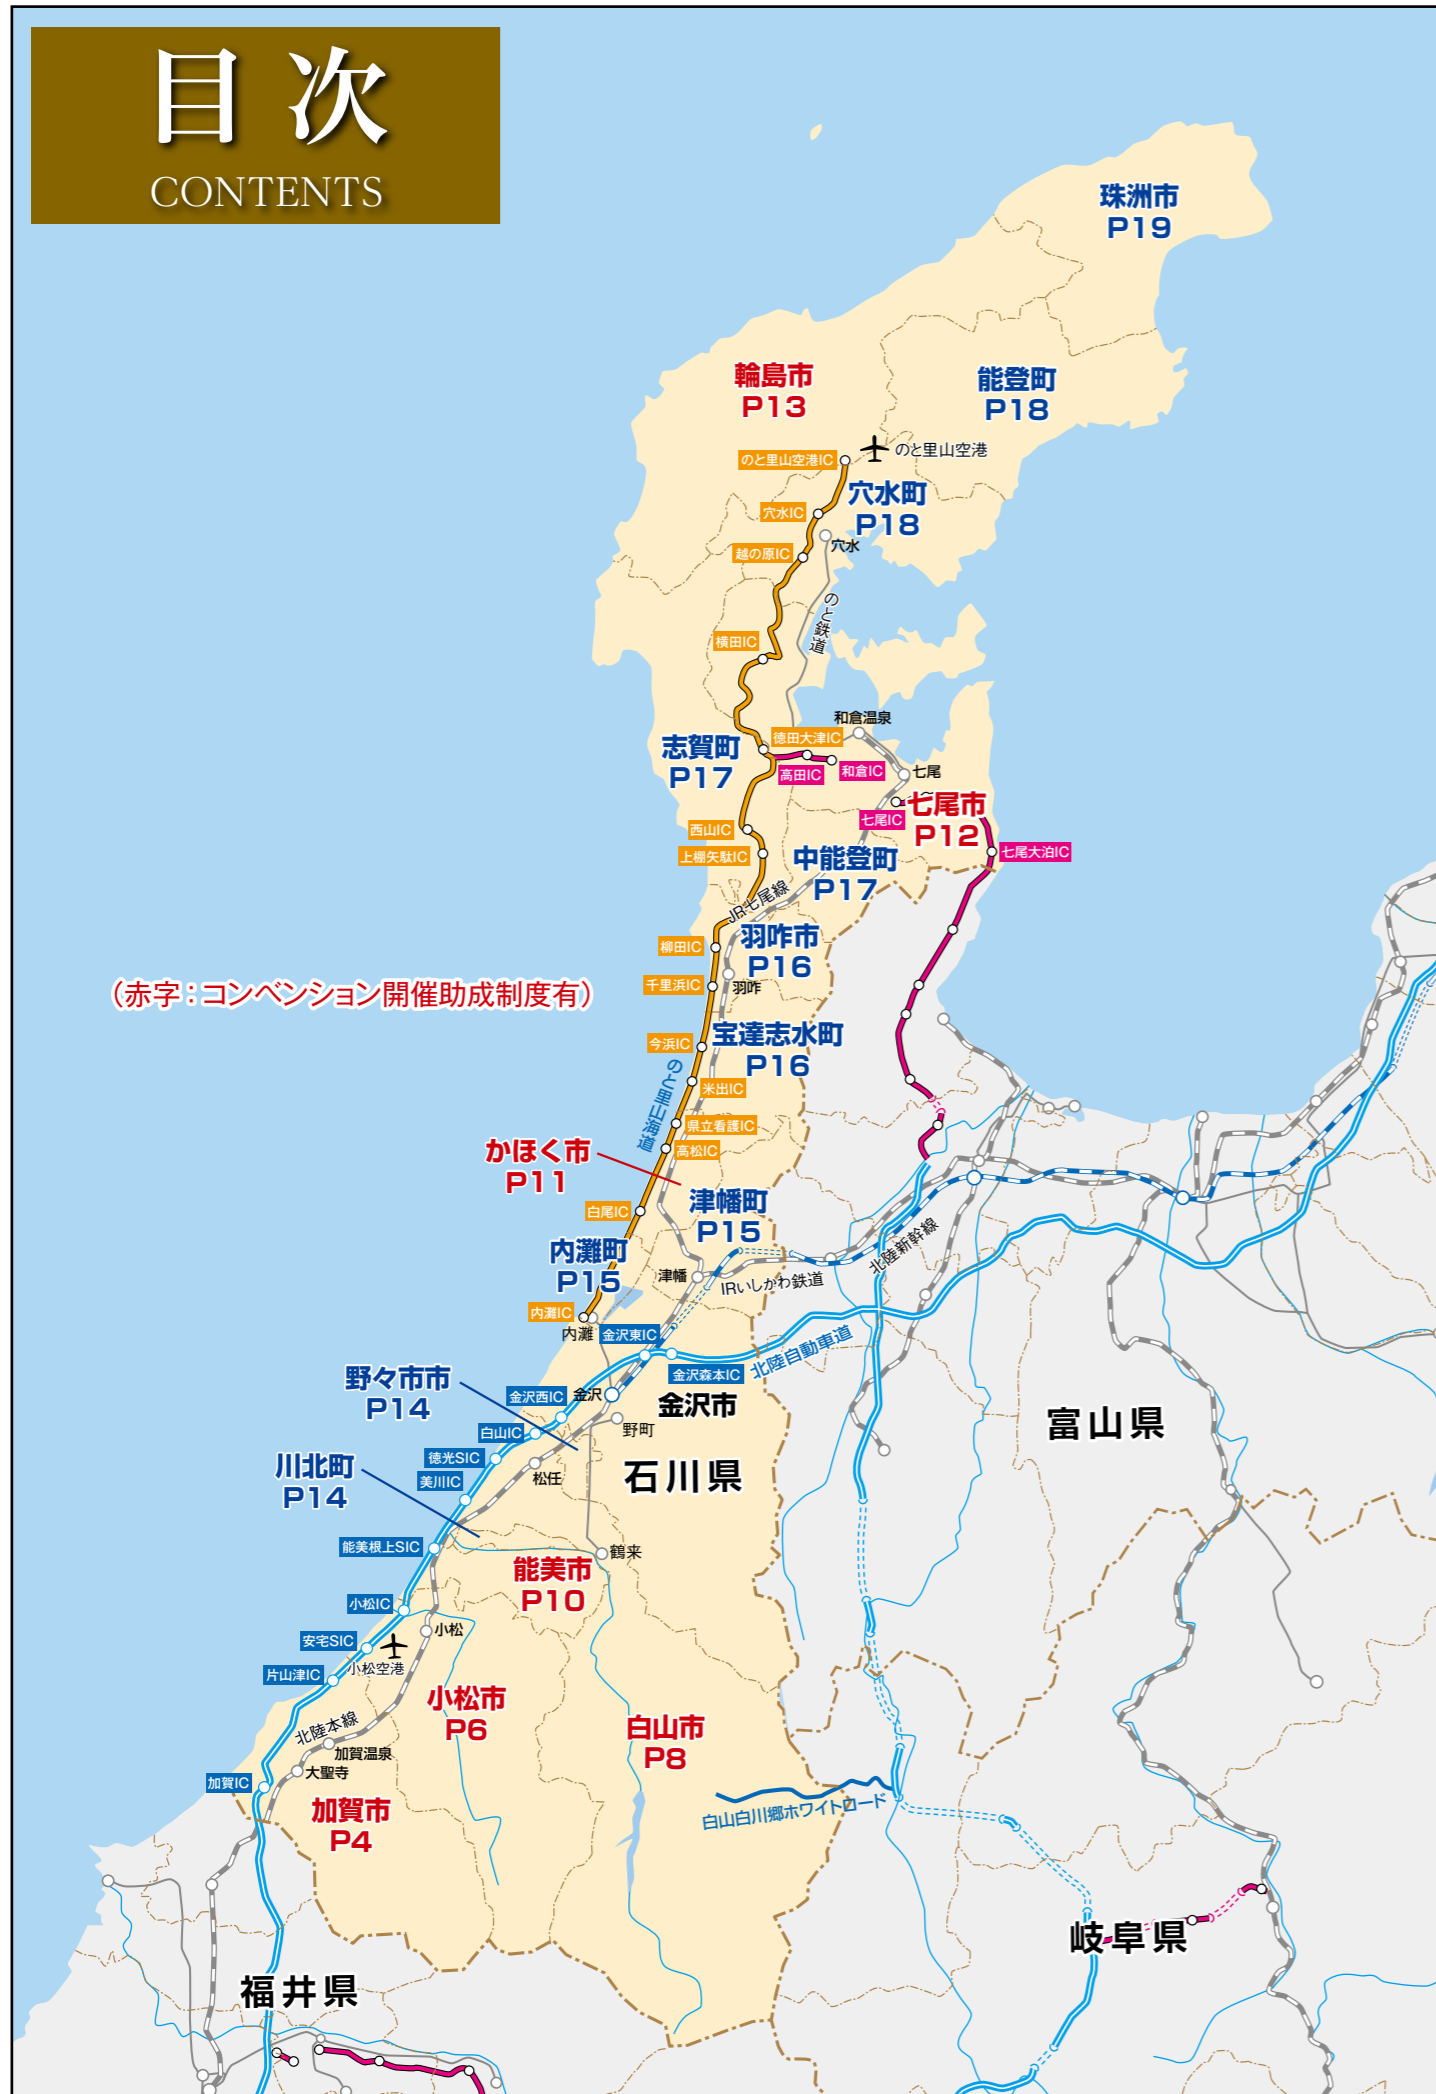 目次
CONTENTS
珠洲市
P19
輪島市
P13
能登町
P18
のと里山空港
のと里山空港IC
穴水町
P18
穴水IC
穴水
越の原IC
のと鉄道
横田IC
和倉温泉
志賀町
P17
徳田大津IC
高田IC
和倉IC
七尾
七尾市
P12
七尾IC
西山IC
七尾大泊IC
上棚矢駄IC
中能登町
P17
JR七尾線
羽咋市
P16
柳田IC
千里浜IC
羽咋
(赤字:コンベンション開催助成制度有)
宝達志水町
P16
今浜IC
のと里山海道
米出IC
県立看護IC
高松IC
かほく市
P11
津幡町
P15
白尾IC
内灘町
P15
津幡
IRいしかわ鉄道
北陸新幹線
内灘IC
内灘
金沢東IC
北陸自動車道
金沢森本IC
野々市市
P14
金沢西IC
金沢
金沢市
野町
富山県
白山IC
徳光SIC
川北町
P14
美川IC
松任
石川県
能美根上SIC
鶴来
能美市
P10
小松IC
小松
安宅SIC
小松空港
片山津IC
小松市
P6
白山市
P8
北陸本線
加賀温泉
大聖寺
加賀IC
加賀市
P4
白山白川郷ホワイトロード
岐阜県
福井県